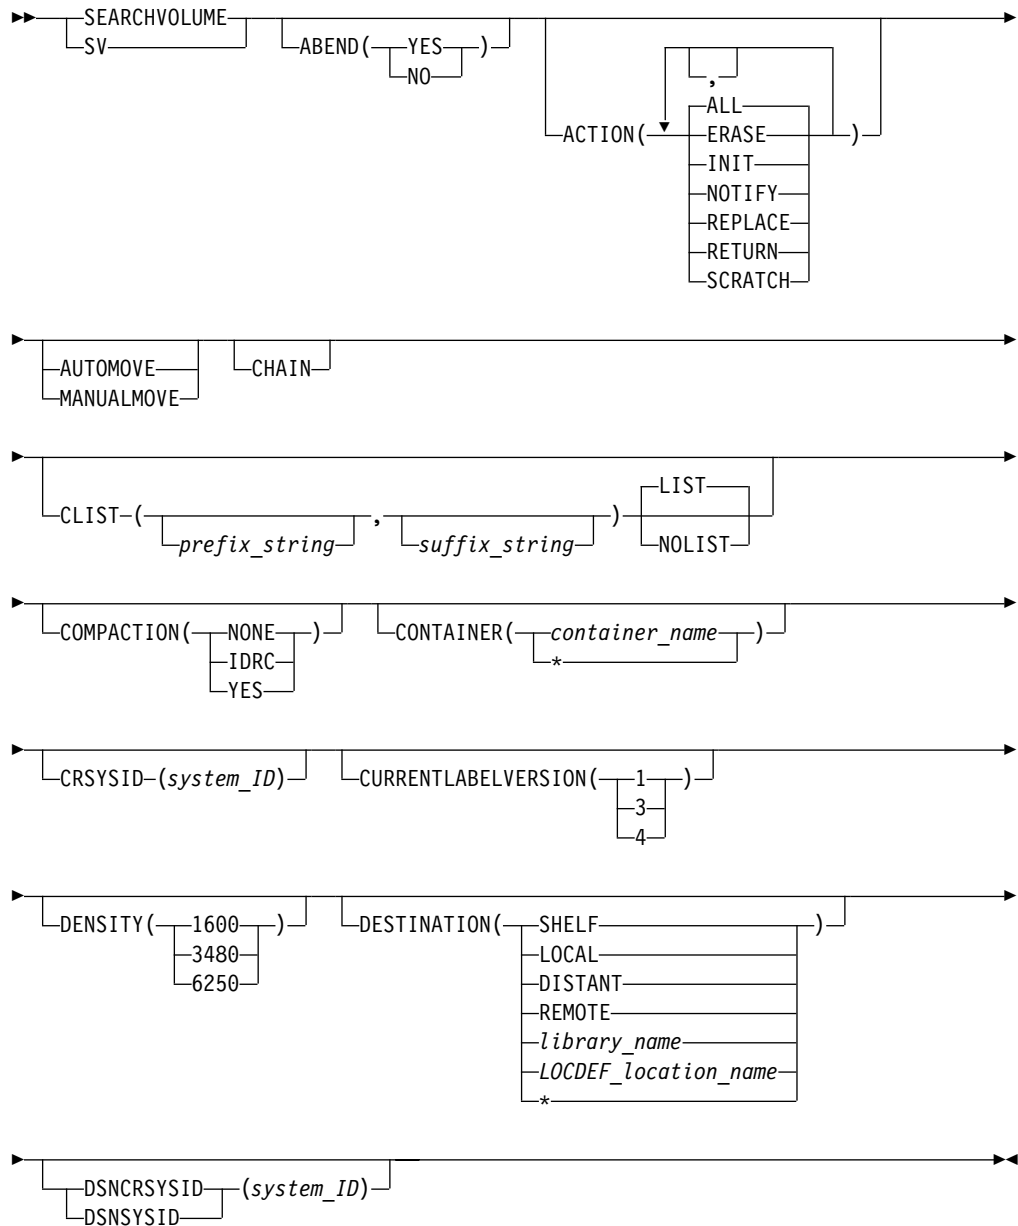 SEARCHVOLUME
SV
ABEND( YES )
NO
,
ALL
ACTION( ERASE )
INIT
NOTIFY
REPLACE
RETURN
SCRATCH
AUTOMOVE
MANUALMOVE
CHAIN
LIST
CLIST ( , )
prefix_string suffix_string NOLIST
COMPACTION( NONE )
IDRC
YES
CONTAINER( container_name )
*
CRSYSID (system_ID)
CURRENTLABELVERSION( 1 )
3
4
DENSITY( 1600 )
3480
6250
DESTINATION( SHELF )
LOCAL
DISTANT
REMOTE
library_name
LOCDEF_location_name
*
DSNCRSYSID (system_ID)
DSNSYSID